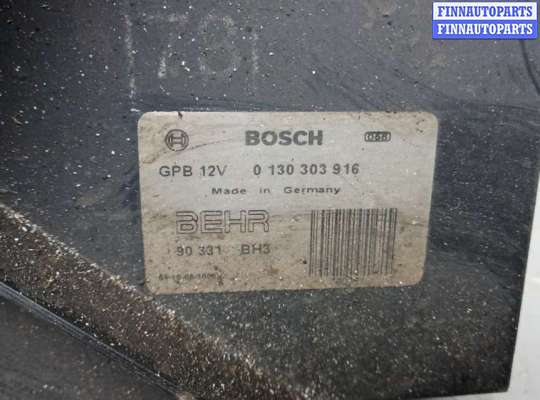 FINNAUTOPARTS
FINNAUTOPARTS
BOSCH
GPB 12V 0 130 303 916
Made in Germany
BEHR
90 331 BH3